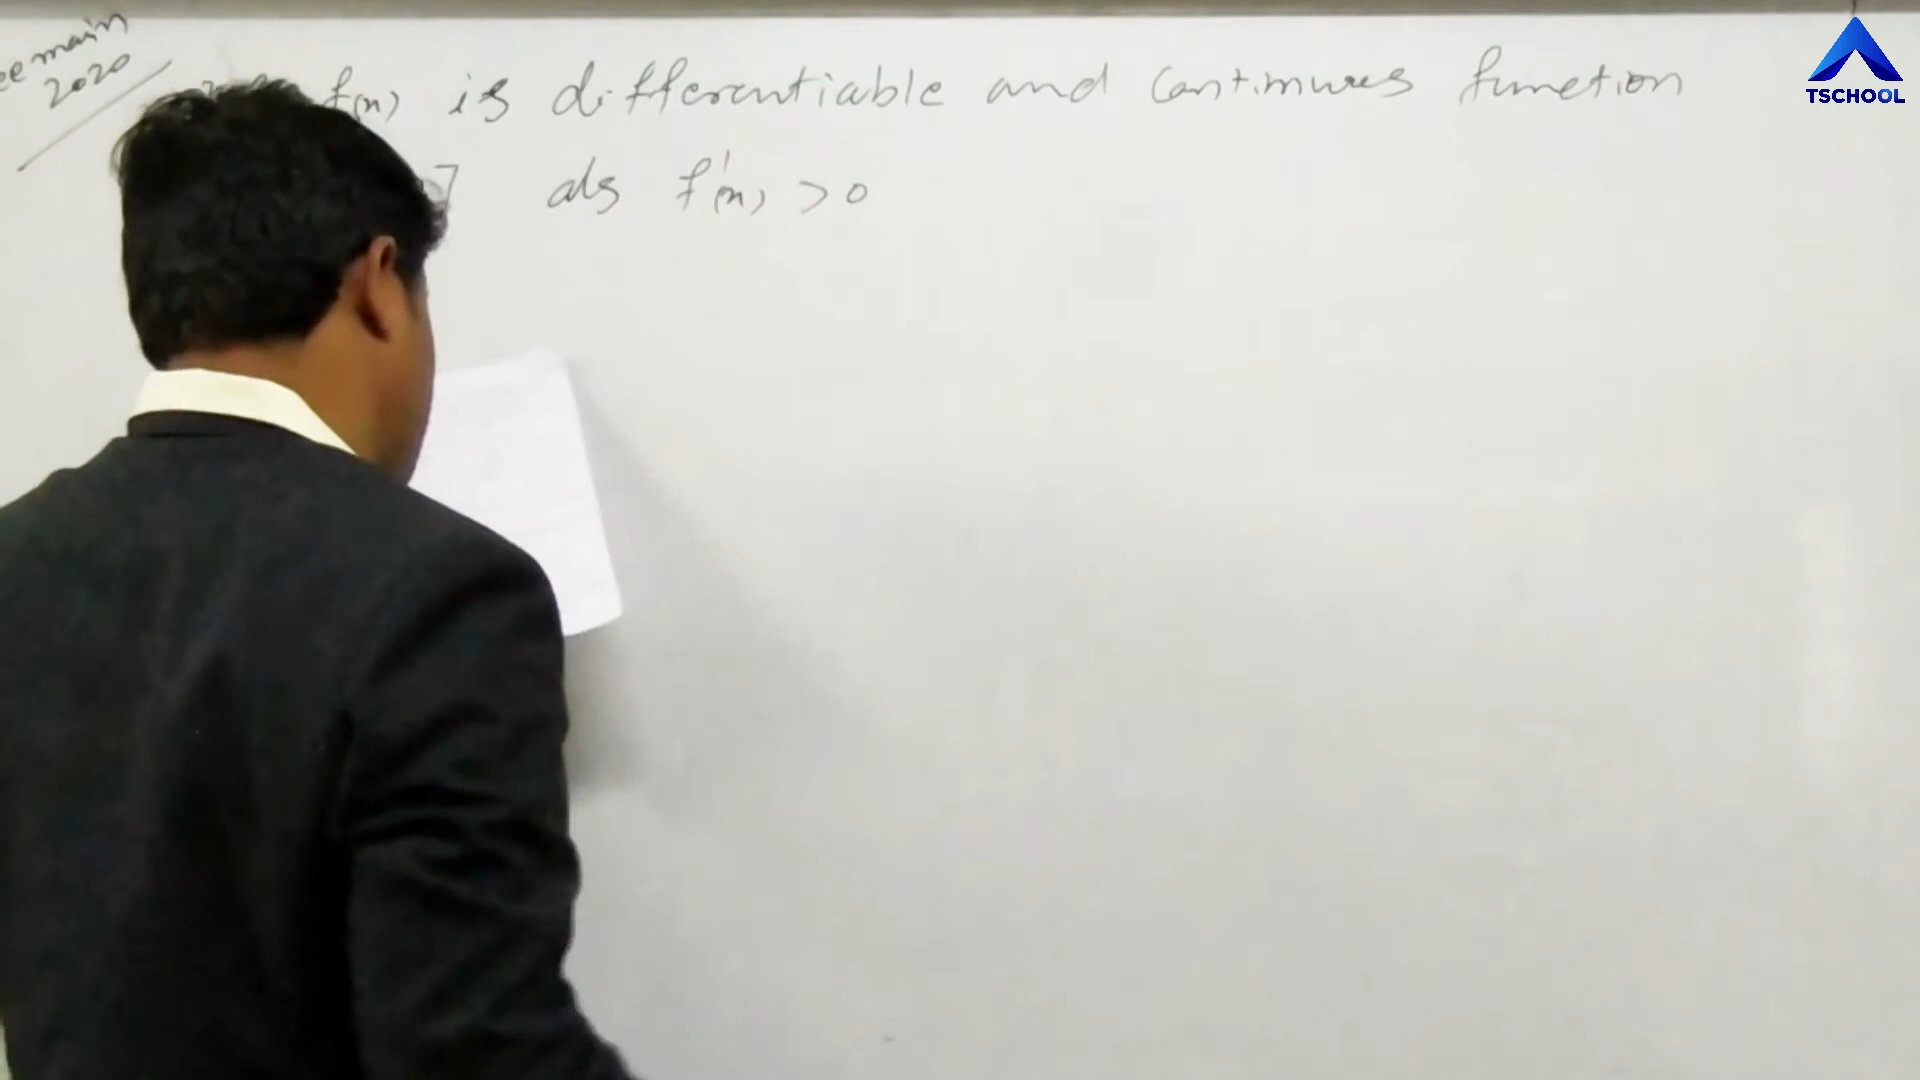 main
2020
f(x) is differentiable and continuous function
] als f'(x) > 0
TSCHOOL